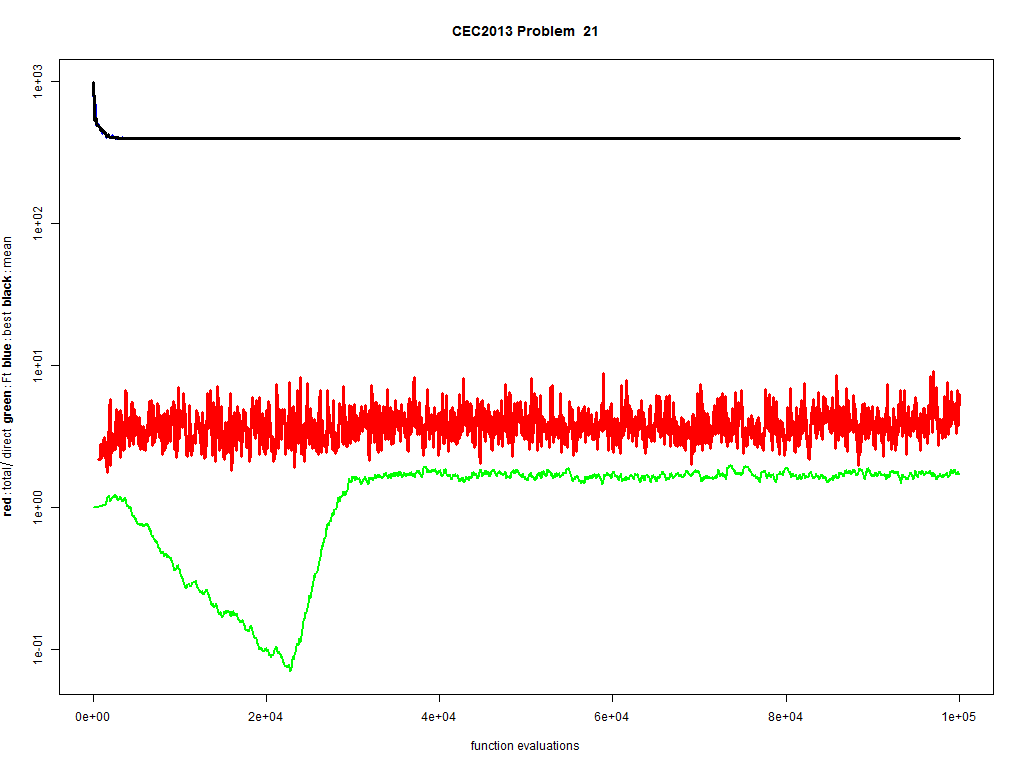 CEC2013 Problem 21
red : total/ direct green : Ft blue : best black : mean
1e+03
1e+02
1e+01
1e+00
1e-01
0e+00 2e+04 4e+04 6e+04 8e+04 1e+05
function evaluations